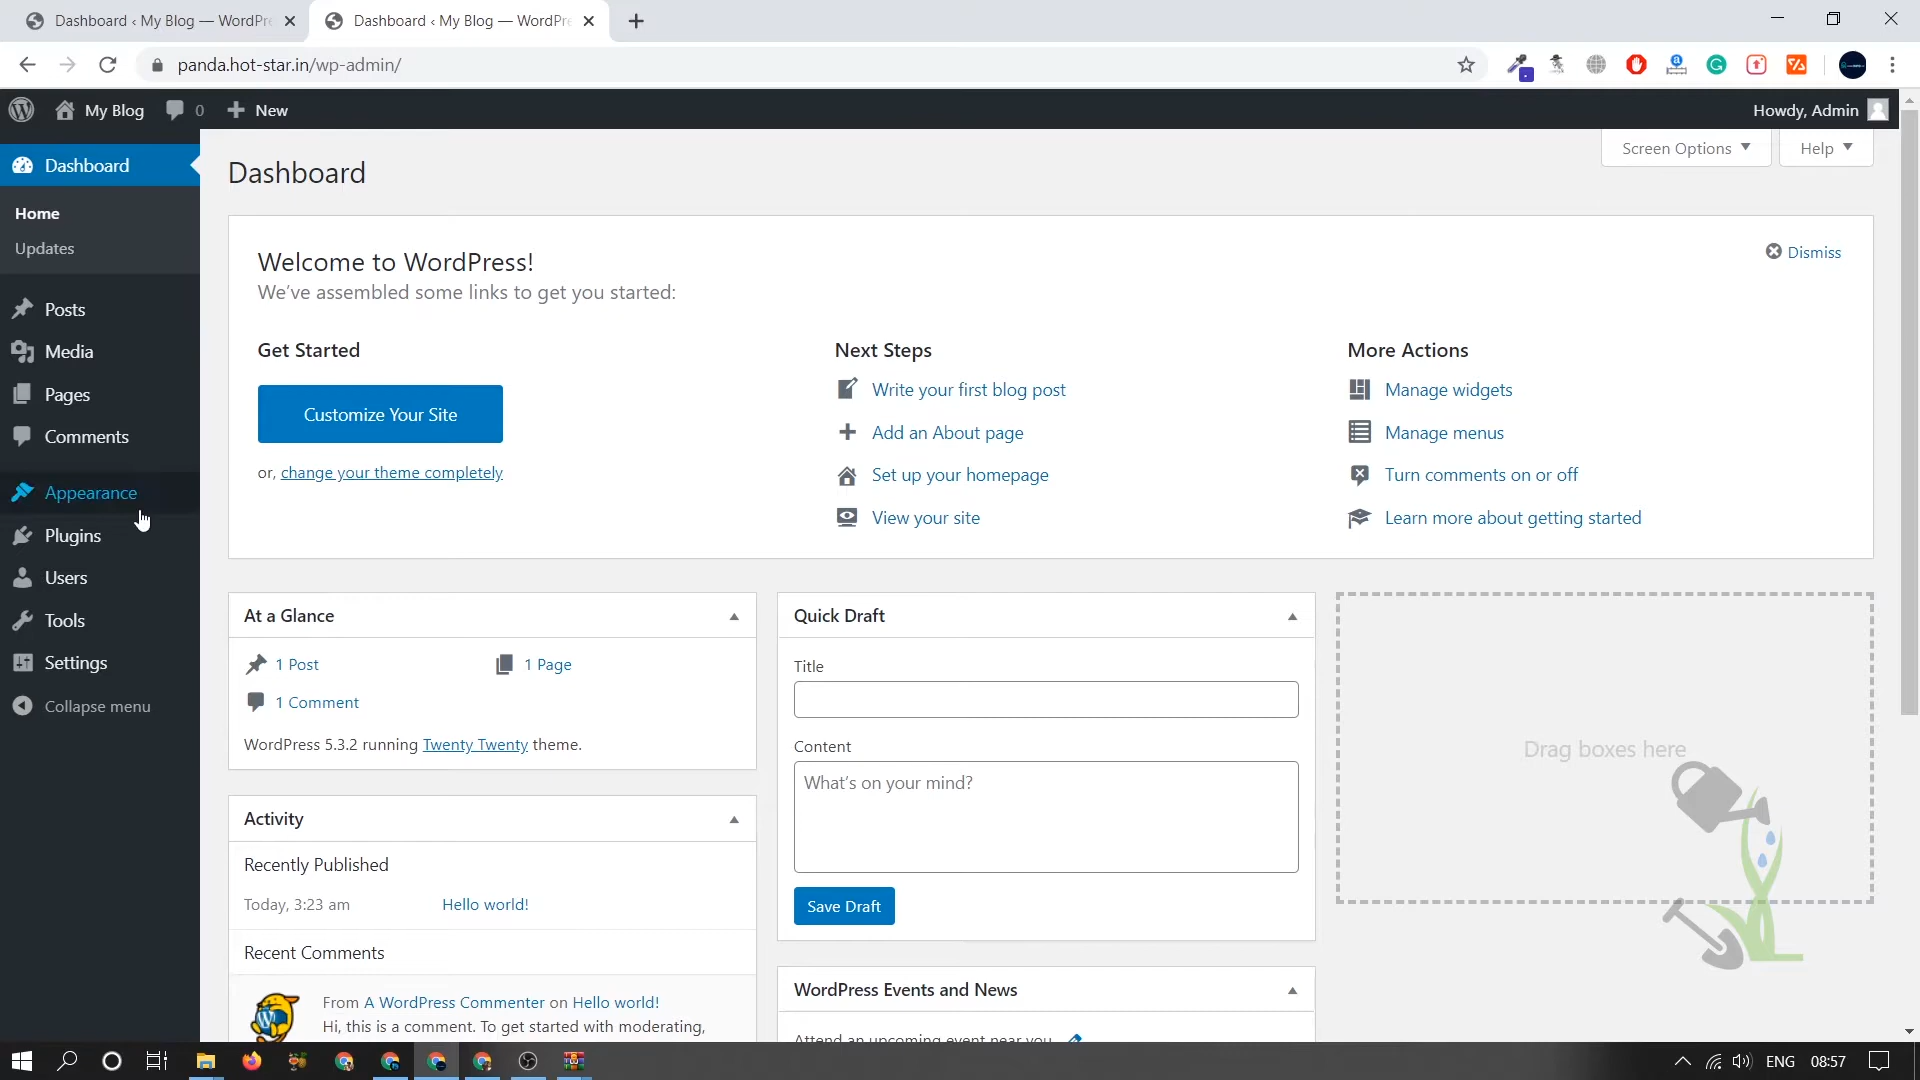 Dashboard ‹ My Blog — WordPre
Dashboard ‹ My Blog — WordPre
panda.hot-star.in/wp-admin/
My Blog
0
New
Howdy, Admin
Dashboard
Home
Updates
Posts
Media
Pages
Comments
Appearance
Plugins
Users
Tools
Settings
Collapse menu
Screen Options
Help
Dashboard
Welcome to WordPress!
We’ve assembled some links to get you started:
Dismiss
Get Started
Customize Your Site
or, change your theme completely
Next Steps
Write your first blog post
Add an About page
Set up your homepage
View your site
More Actions
Manage widgets
Manage menus
Turn comments on or off
Learn more about getting started
At a Glance
1 Post
1 Page
1 Comment
WordPress 5.3.2 running Twenty Twenty theme.
Activity
Recently Published
Today, 3:23 am
Hello world!
Recent Comments
From A WordPress Commenter on Hello world!
Hi, this is a comment. To get started with moderating,
Quick Draft
Title
Content
What’s on your mind?
Save Draft
WordPress Events and News
Attend an upcoming event near you.
Drag boxes here
ENG
08:57